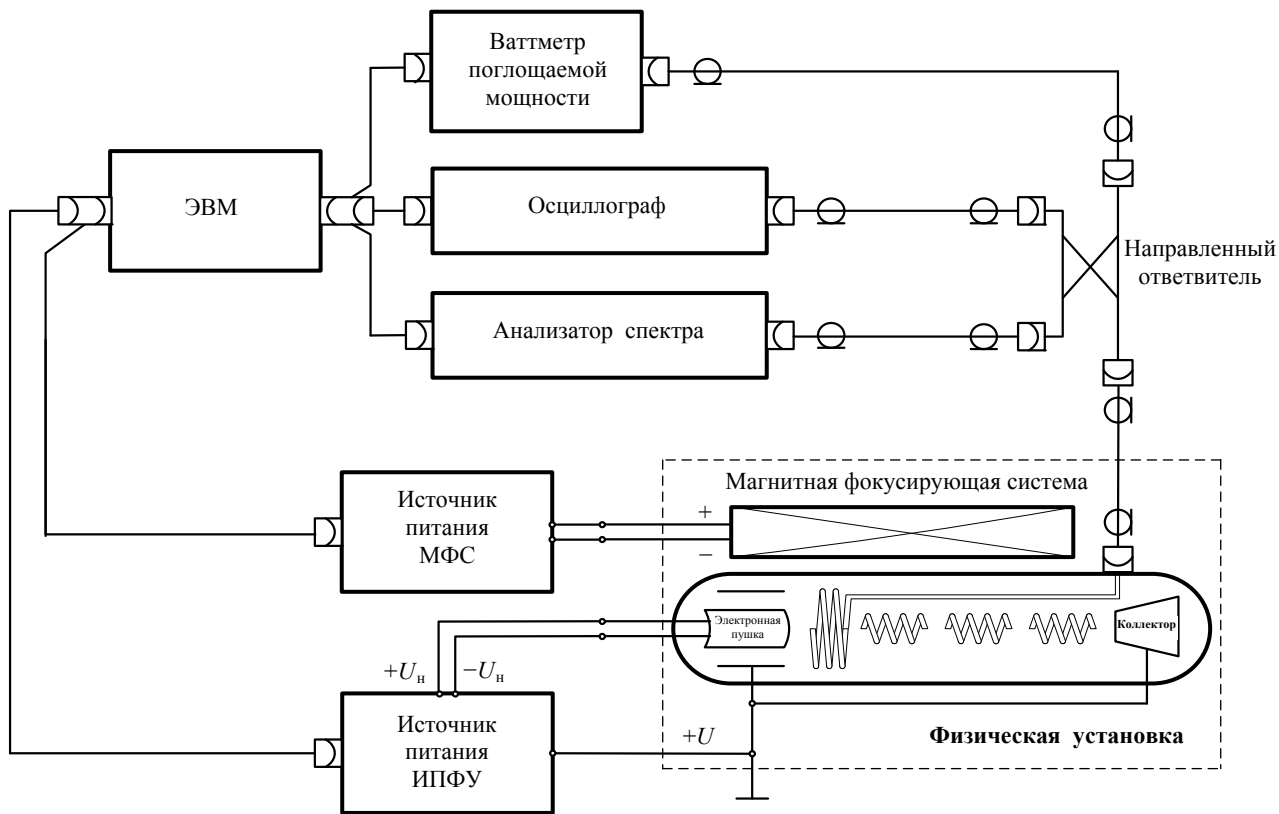 Ваттметр
поглощаемой
мощности
ЭВМ
Осциллограф
Направленный
ответвитель
Анализатор спектра
Магнитная фокусирующая система
Источник
питания
МФС
+
−
Электронная
пушка
Коллектор
+Uн
−Uн
Источник
питания
ИПФУ
+U
Физическая установка